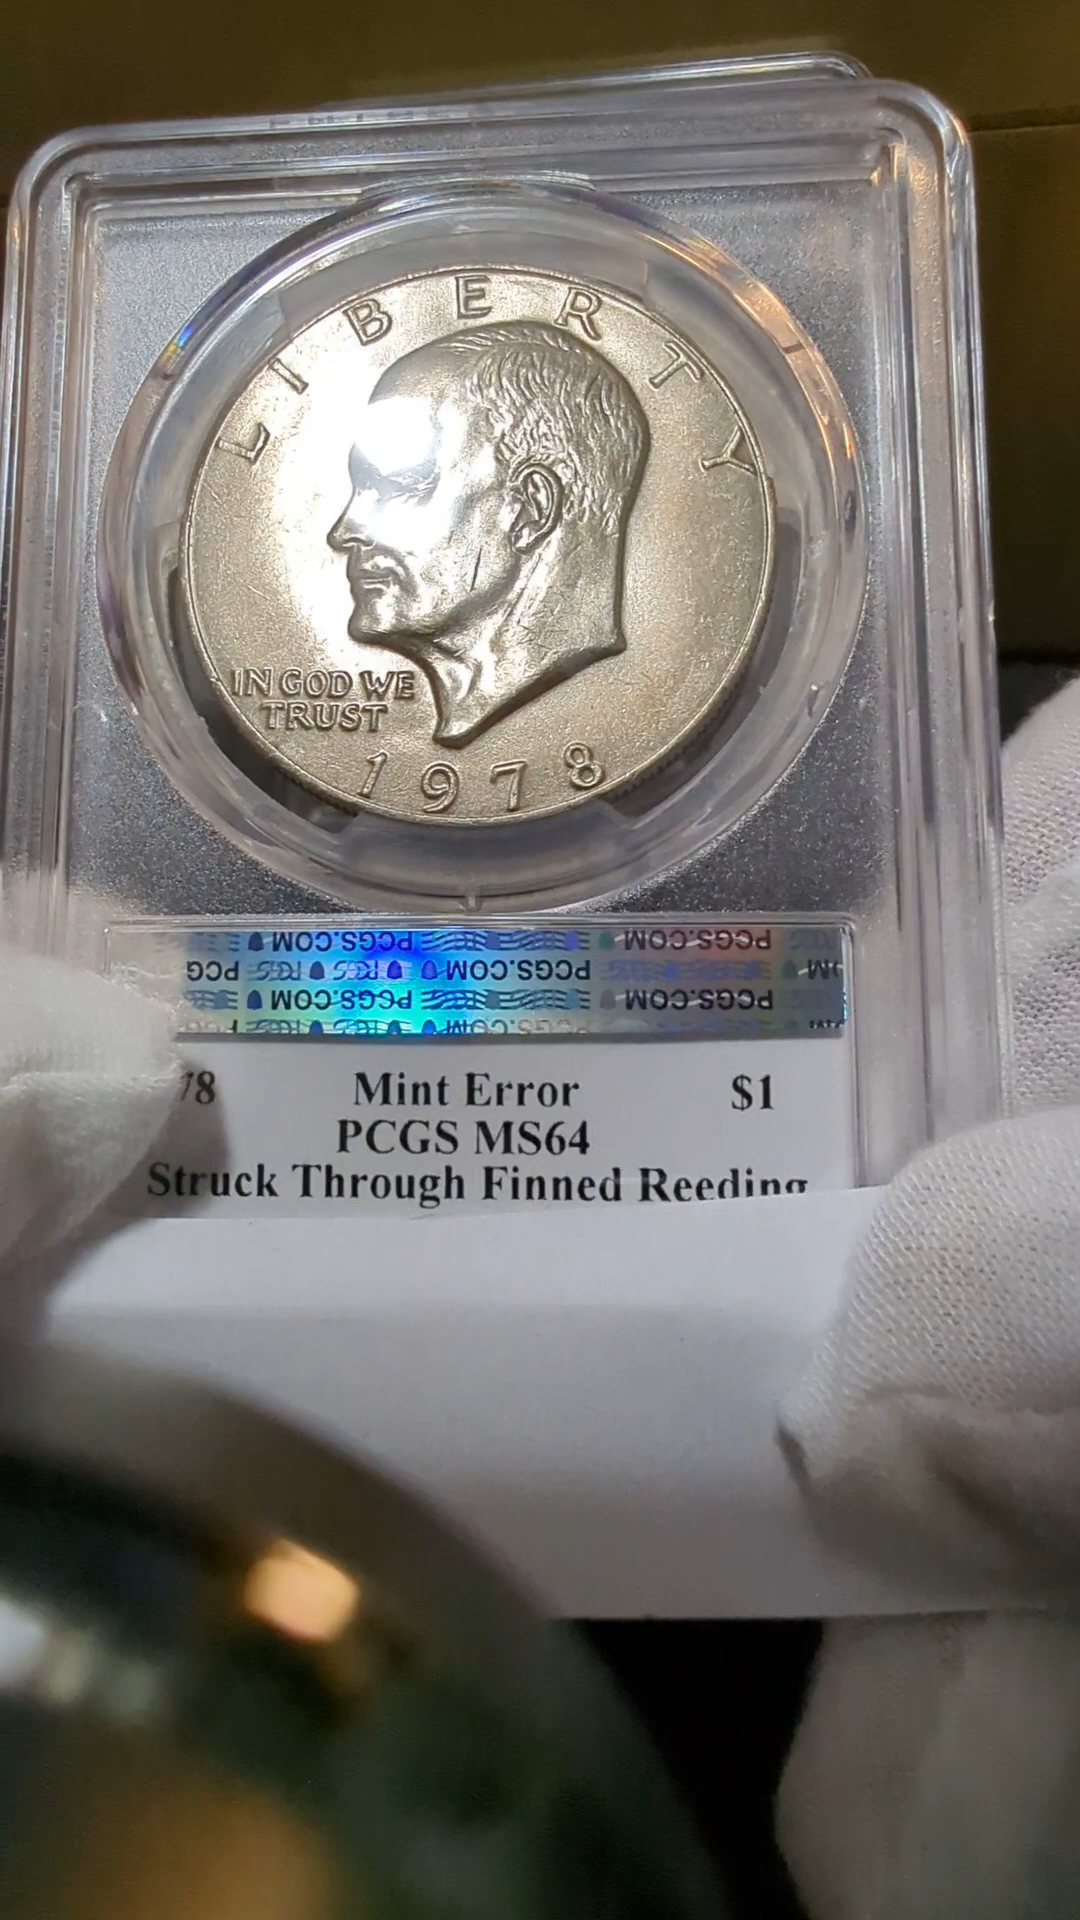 LIBERTY
IN GOD WE
TRUST
1978
PCGS.COM PCGS.COM
PCG PCGS.COM
PCGS.COM PCGS.COM
78 Mint Error $1
PCGS MS64
Struck Through Finned Reeding